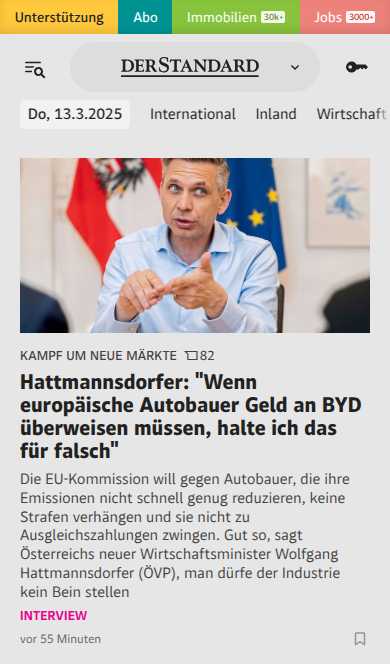 Unterstützung Abo Immobilien 30k+ Jobs 3000+
DERSTANDARD
Do, 13.3.2025 International Inland Wirtschaft
KAMPF UM NEUE MÄRKTE 82
Hattmannsdorfer: "Wenn
europäische Autobauer Geld an BYD
überweisen müssen, halte ich das
für falsch"
Die EU-Kommission will gegen Autobauer, die ihre
Emissionen nicht schnell genug reduzieren, keine
Strafen verhängen und sie nicht zu
Ausgleichszahlungen zwingen. Gut so, sagt
Österreichs neuer Wirtschaftsminister Wolfgang
Hattmannsdorfer (ÖVP), man dürfe der Industrie
kein Bein stellen
INTERVIEW
vor 55 Minuten